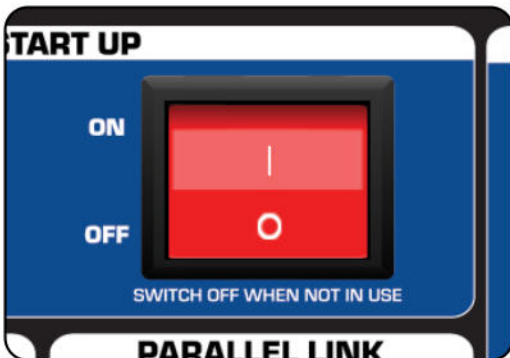 START UP
ON
I
OFF
O
SWITCH OFF WHEN NOT IN USE
PARALLEL LINK